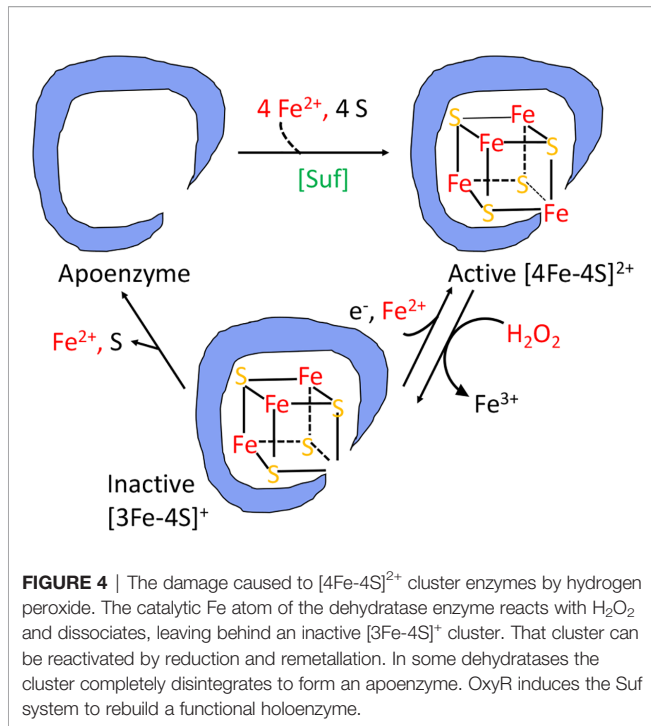 4 Fe²⁺, 4 S
[Suf]
S Fe
Fe S
Fe S
S Fe
Apoenzyme
Active [4Fe-4S]²⁺
Fe²⁺, S
e⁻, Fe²⁺
H₂O₂
Fe³⁺
S Fe
Fe S
Fe S
S
Inactive
[3Fe-4S]⁺
FIGURE 4 | The damage caused to [4Fe-4S]²⁺ cluster enzymes by hydrogen
peroxide. The catalytic Fe atom of the dehydratase enzyme reacts with H₂O₂
and dissociates, leaving behind an inactive [3Fe-4S]⁺ cluster. That cluster can
be reactivated by reduction and remetallation. In some dehydratases the
cluster completely disintegrates to form an apoenzyme. OxyR induces the Suf
system to rebuild a functional holoenzyme.